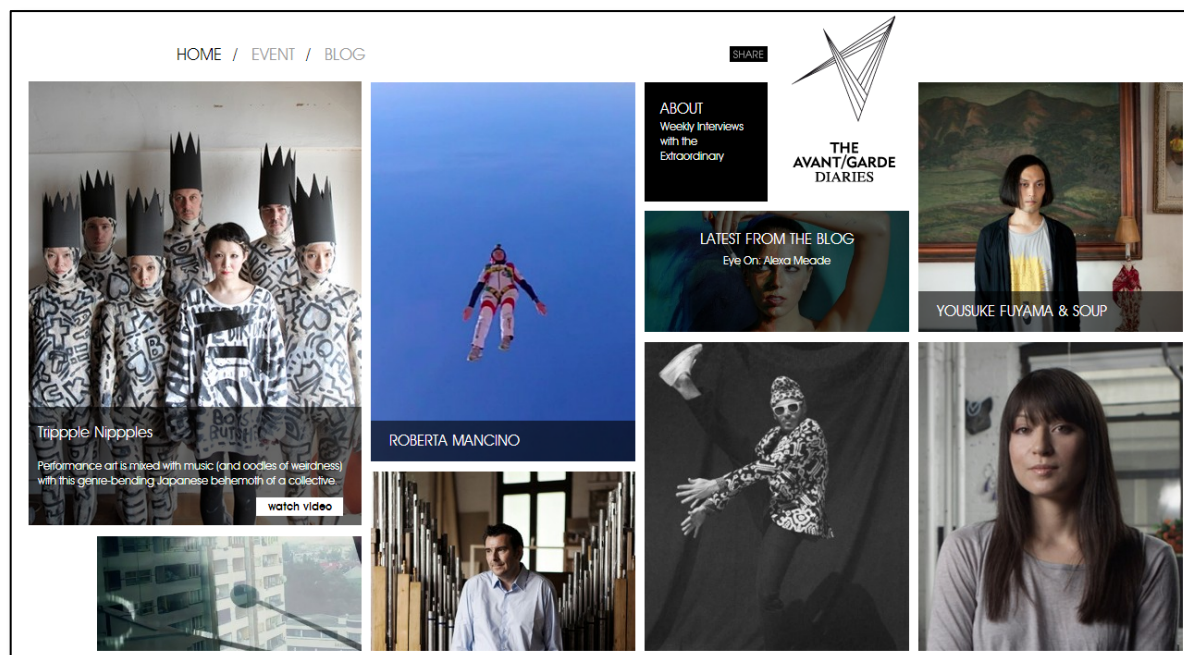 HOME / EVENT / BLOG
SHARE
THE
AVANT/GARDE
DIARIES
ABOUT
Weekly Interviews
with the
Extraordinary
LATEST FROM THE BLOG
Eye On: Alexa Meade
YOUSUKE FUYAMA & SOUP
ROBERTA MANCINO
Trippple Nippples
Performance art is mixed with music (and oodles of weirdness)
with this genre-bending Japanese behemoth of a collective
watch video